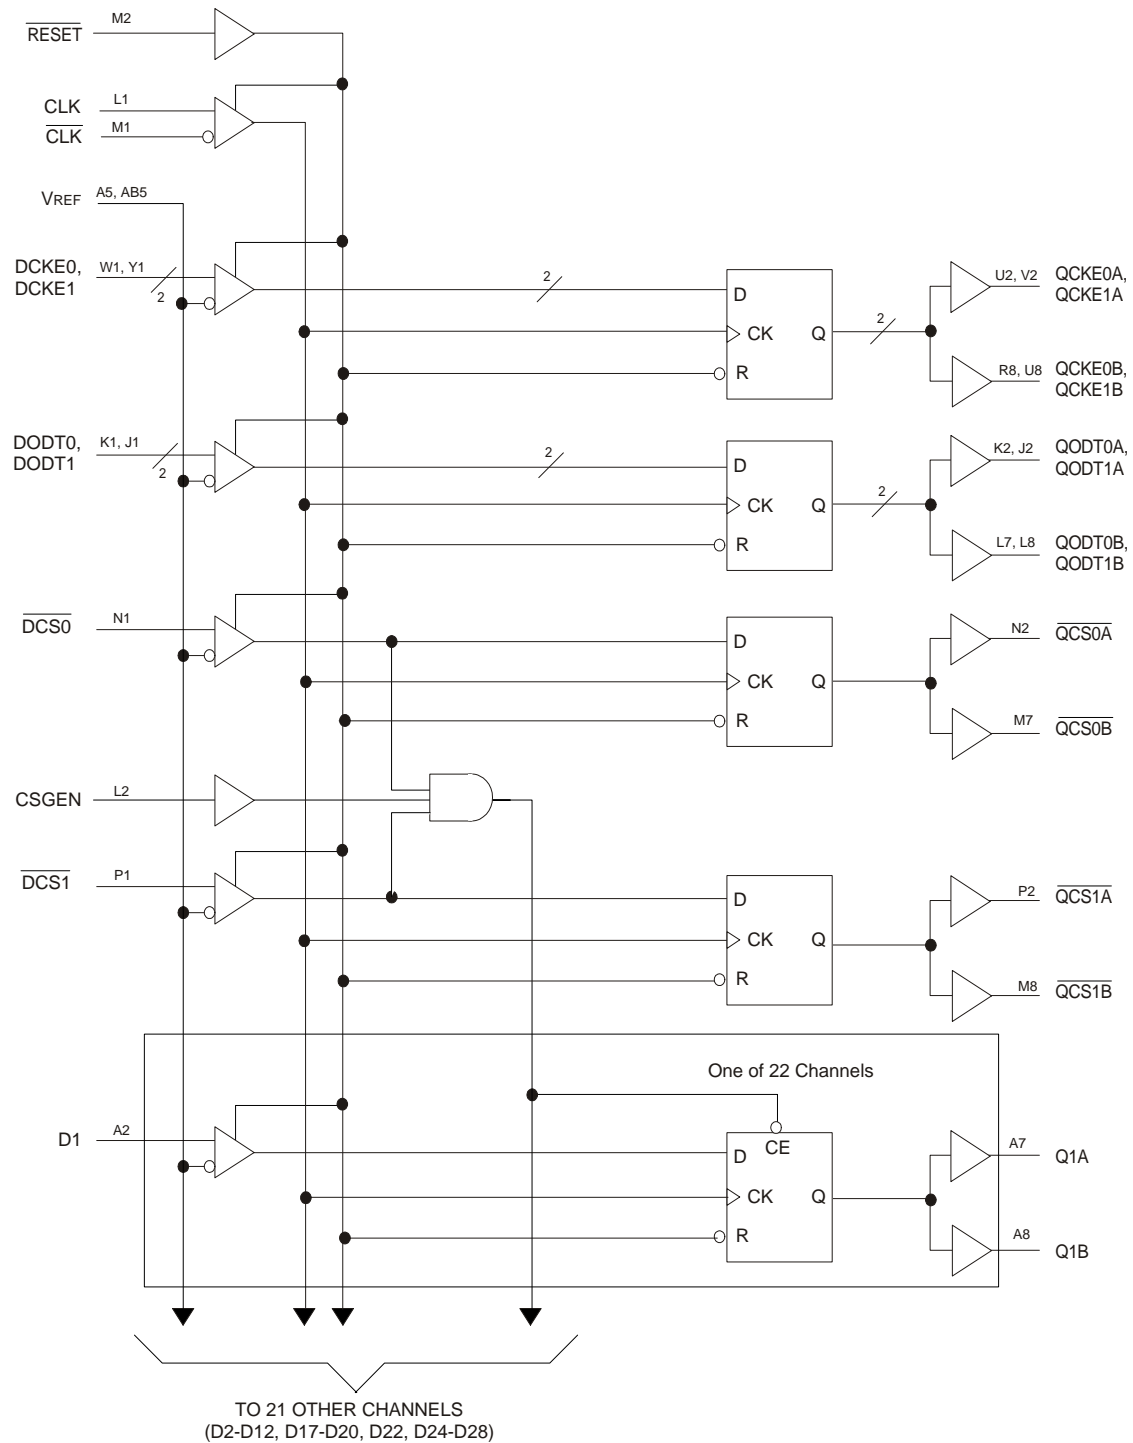 RESET M2
CLK L1
CLK M1
VREF A5, AB5
DCKE0, W1, Y1
DCKE1 2
2
D
CK Q
R
2
U2, V2 QCKE0A,
QCKE1A
R8, U8 QCKE0B,
QCKE1B
DODT0, K1, J1
DODT1 2
2
D
CK Q
R
2
K2, J2 QODT0A,
QODT1A
L7, L8 QODT0B,
QODT1B
DCS0 N1
D
CK Q
R
N2 QCS0A
M7 QCS0B
CSGEN L2
DCS1 P1
D
CK Q
R
P2 QCS1A
M8 QCS1B
One of 22 Channels
D1 A2
D CE
CK Q
R
A7 Q1A
A8 Q1B
TO 21 OTHER CHANNELS
(D2-D12, D17-D20, D22, D24-D28)